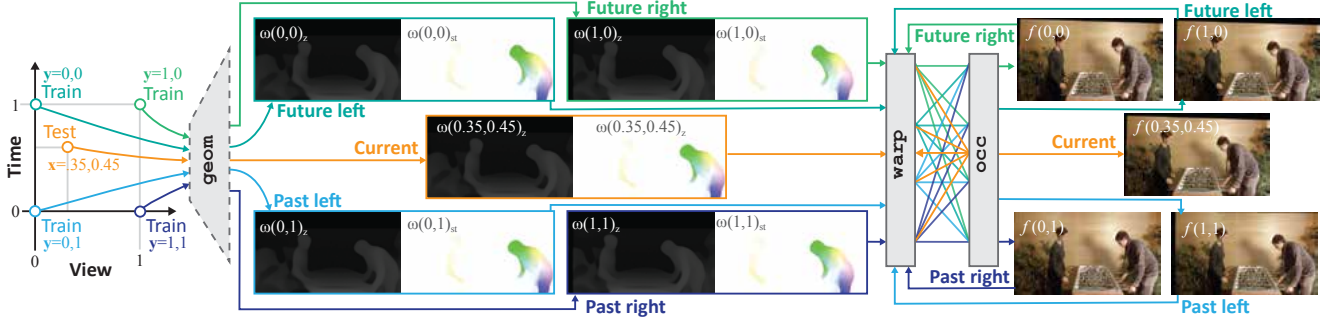 Time
1
0
0
View
1
y=0,0
Train
y=1,0
Train
Test
x=.35,0.45
Train
y=0,1
Train
y=1,1
geom
Future right
Future left
Current
Past left
Past right
ω(0,0)z
ω(0,0)st
ω(1,0)z
ω(1,0)st
ω(0.35,0.45)z
ω(0.35,0.45)z
ω(0,1)z
ω(0,1)st
ω(1,1)z
ω(1,1)st
warp
occ
Future left
Future right
Current
Past right
Past left
f(0,0)
f(1,0)
f(0.35,0.45)
f(0,1)
f(1,1)